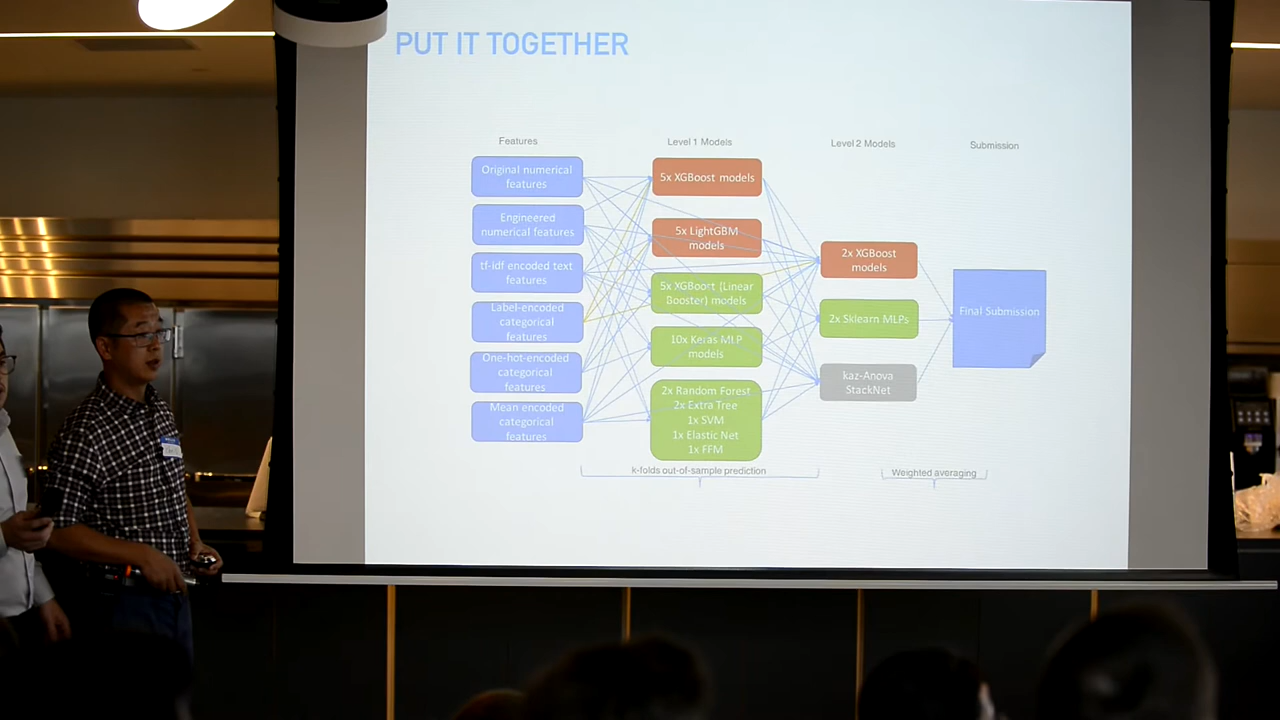 PUT IT TOGETHER
Features
Level 1 Models
Level 2 Models
Submission
Original numerical
features
Engineered
numerical features
tf-idf encoded text
features
Label-encoded
categorical
features
One-hot-encoded
categorical
features
Mean encoded
categorical
features
5x XGBoost models
5x LightGBM
models
5x XGBoost (Linear
Booster) models
10x Keras MLP
models
2x Random Forest
2x Extra Tree
1x SVM
1x Elastic Net
1x FFM
2x XGBoost
models
2x Sklearn MLPs
kaz-Anova
StackNet
Final Submission
k-folds out-of-sample prediction
Weighted averaging